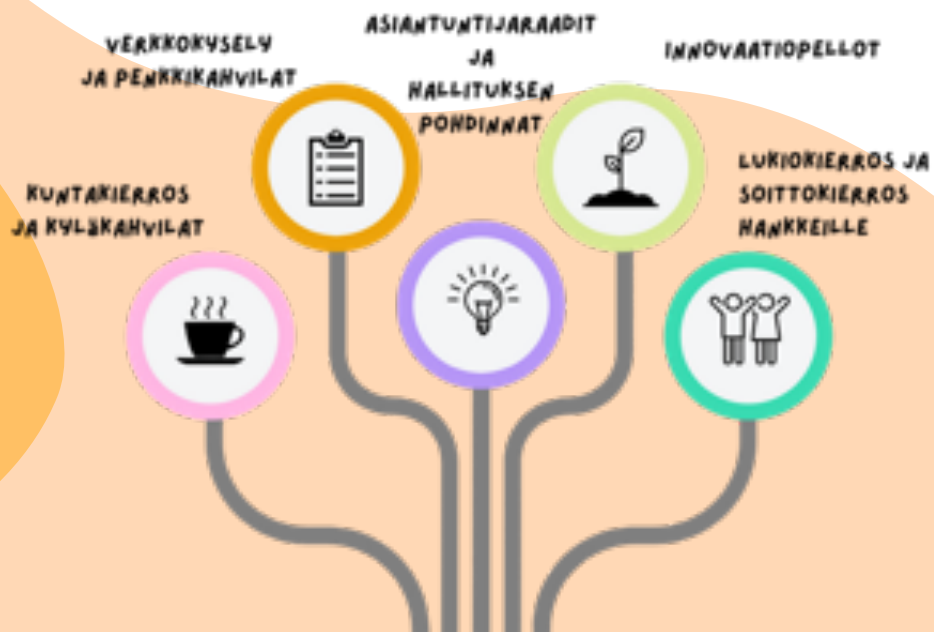 VERKKOKYSELY
JA PENKKIKAHVILAT
ASIANTUNTIJARAADIT
JA
HALLITUKSEN
POHDINNAT
INNOVAATIOPELLOT
KUNTAKIERROS
JA KYLÄKAHVILAT
LUKIOKIERROS JA
SOITTOKIERROS
HANKKEILLE